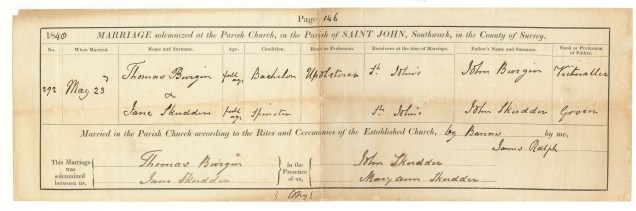 Page 146
1840 MARRIAGE solemnized at the Parish Church, in the Parish of SAINT JOHN, Southwark, in the County of Surrey.
No. When Married. Name and Surname. Age. Condition. Rank or Profession. Residence at the time of Marriage. Father's Name and Surname. Rank or Profession of Father.
292 May 23 Thomas Burgin full age Bachelor Upholsterer St John's John Burgin Victualler
&
Jane Skudder full age Spinster St John's John Skudder
Married in the Parish Church according to the Rites and Ceremonies of the Established Church, by Banns by me,
James Ralph
This Marriage was solemnized between us, Thomas Burgin in the Presence of us, John Skudder
Jane Skudder Maryann Skudder